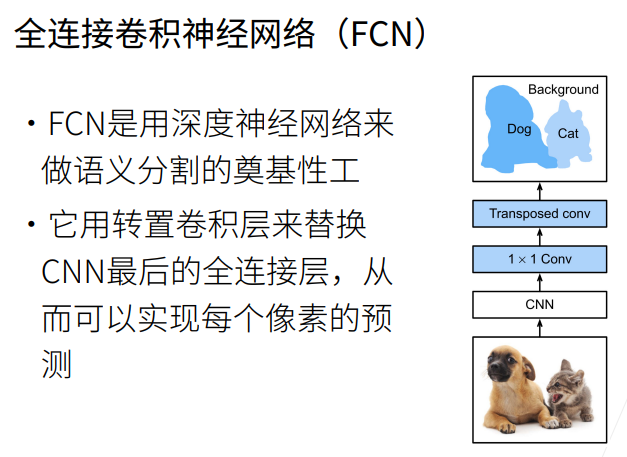 全连接卷积神经网络（FCN）
• FCN是用深度神经网络来
做语义分割的奠基性工
• 它用转置卷积层来替换
CNN最后的全连接层，从
而可以实现每个像素的预
测
Background
Dog
Cat
Transposed conv
1 × 1 Conv
CNN